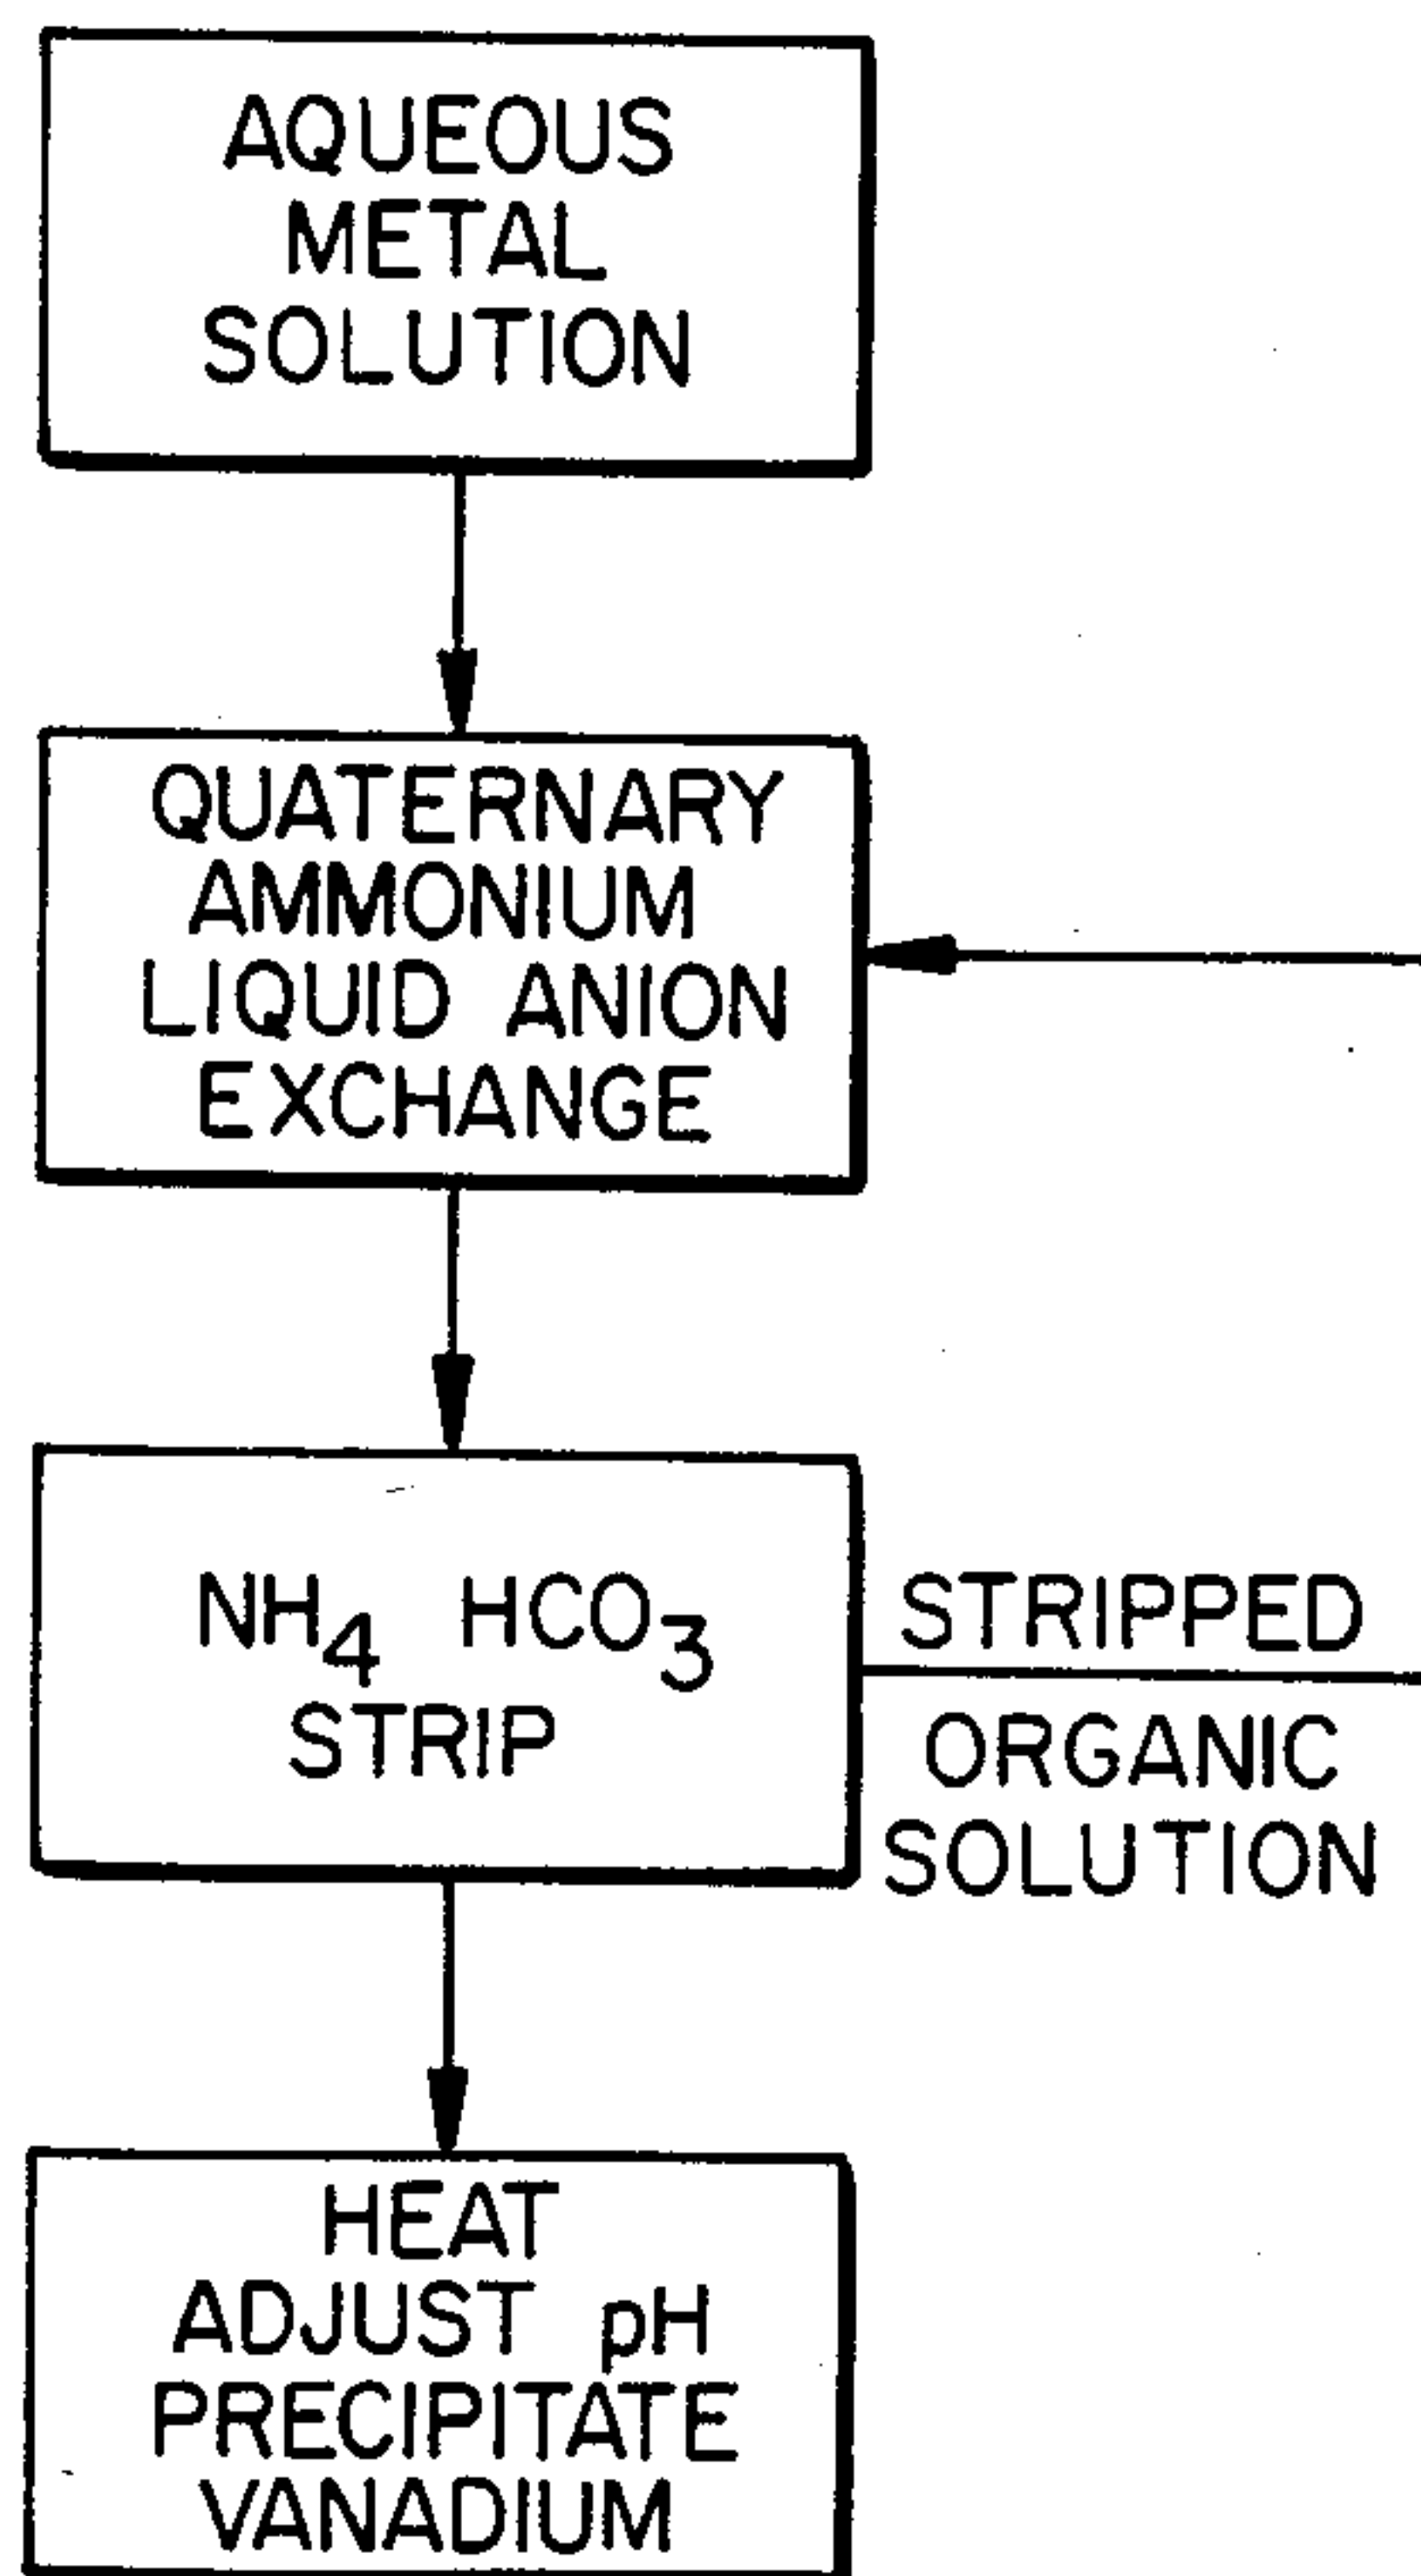 AQUEOUS
METAL
SOLUTION
QUATERNARY
AMMONIUM
LIQUID ANION
EXCHANGE
NH4 HCO3
STRIP
STRIPPED
ORGANIC
SOLUTION
HEAT
ADJUST pH
PRECIPITATE
VANADIUM